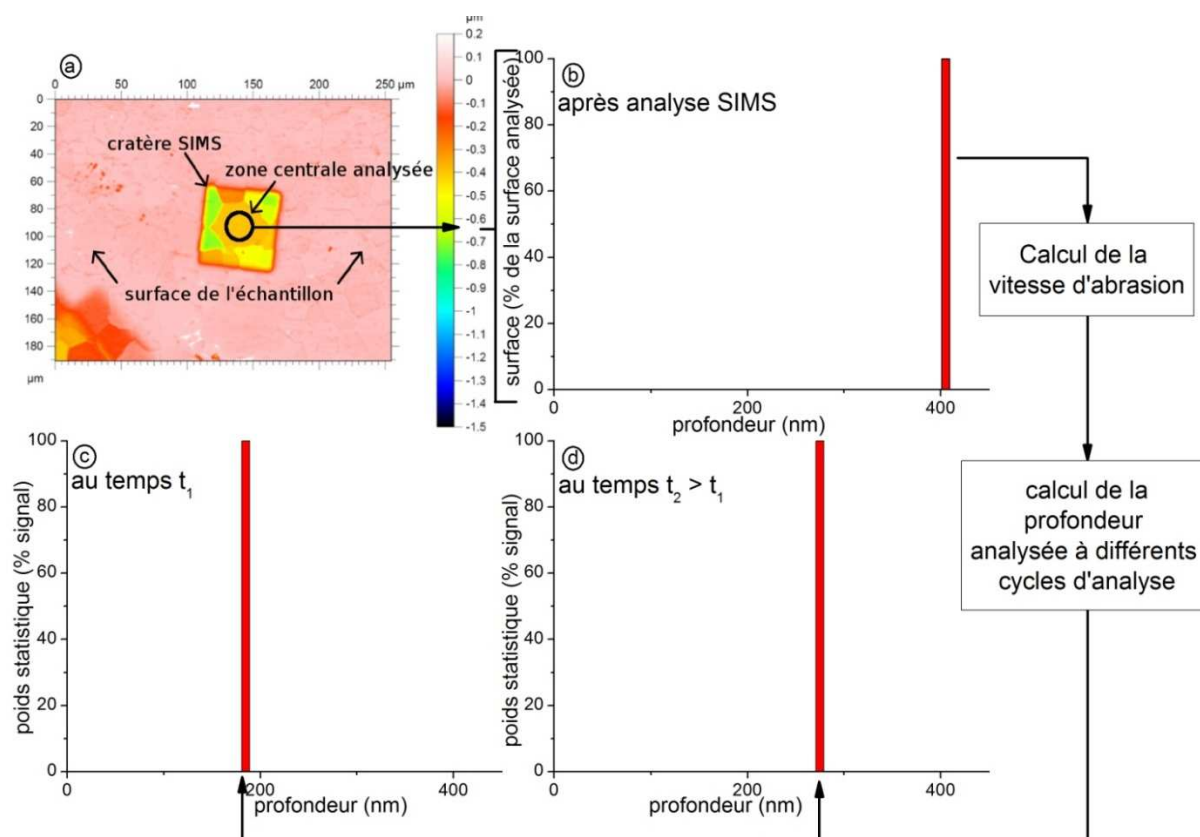 ⓐ
0 50 100 150 200 250 µm
0
20
40
60
80
100
120
140
160
180
µm
cratère SIMS
zone centrale analysée
surface de l'échantillon
µm
0.2
0.1
0
-0.1
-0.2
-0.3
-0.4
-0.5
-0.6
-0.7
-0.8
-0.9
-1
-1.1
-1.2
-1.3
-1.4
-1.5
surface (% de la surface analysée)
100
80
60
40
20
0
ⓑ
après analyse SIMS
0 200 400
profondeur (nm)
Calcul de la
vitesse d'abrasion
poids statistique (% signal)
100
80
60
40
20
0
ⓒ
au temps t₁
0 200 400
profondeur (nm)
poids statistique (% signal)
100
80
60
40
20
0
ⓓ
au temps t₂ > t₁
0 200 400
profondeur (nm)
calcul de la
profondeur
analysée à différents
cycles d'analyse